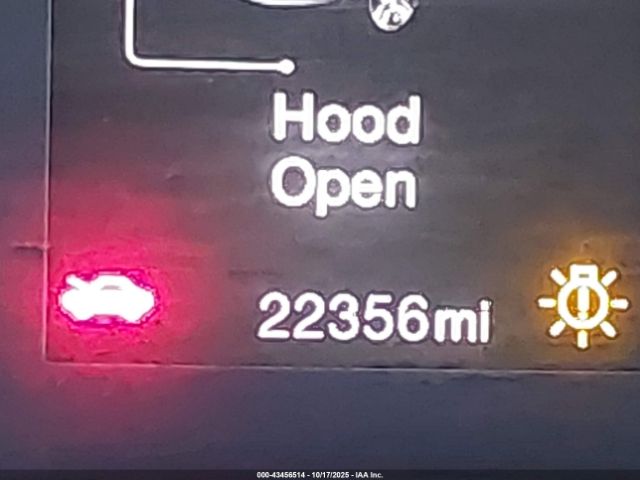 Hood
Open
22356mi
000-43456514 - 10/17/2025 - IAA Inc.